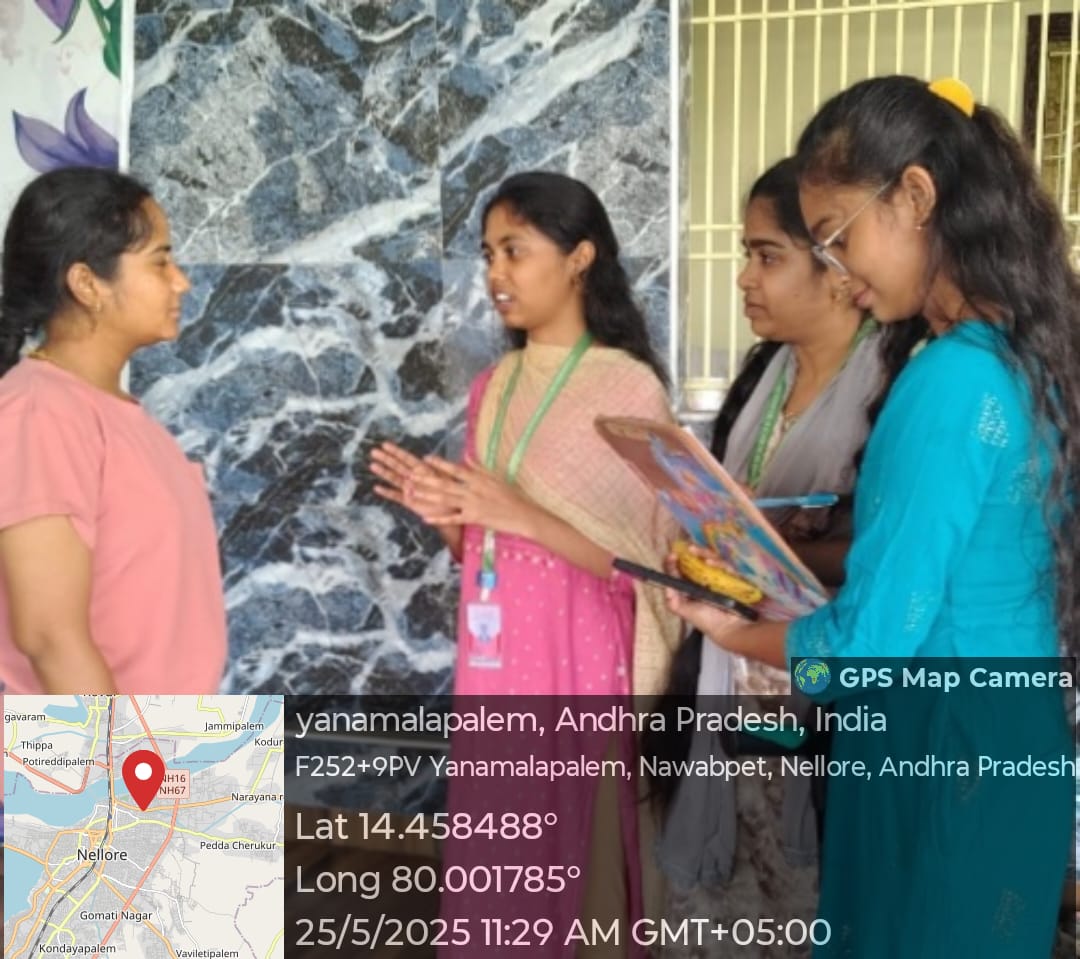 GPS Map Camera
yanamalapalem, Andhra Pradesh, India
F252+9PV Yanamalapalem, Nawabpet, Nellore, Andhra Pradesh
Lat 14.458488°
Long 80.001785°
25/5/2025 11:29 AM GMT+05:00
gavaram
Jammipalem
Kodur
Thippa
Potireddipalem
NH16
NH67
Narayana r
Nellore
Pedda Cherukur
Gomati Nagar
Kondayapalem
Vaviletipalem